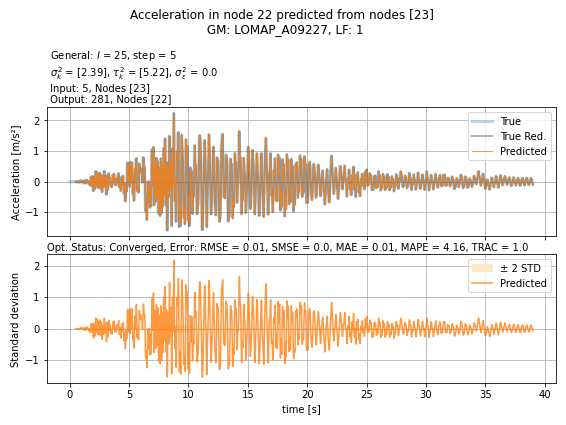 Acceleration in node 22 predicted from nodes [23]
GM: LOMAP_A09227, LF: 1
General: l = 25, step = 5
σ²ₖ = [2.39], τ²ₖ = [5.22], σ²ε = 0.0
Input: 5, Nodes [23]
Output: 281, Nodes [22]
Acceleration [m/s²]
2
1
0
−1
True
True Red.
Predicted
Opt. Status: Converged, Error: RMSE = 0.01, SMSE = 0.0, MAE = 0.01, MAPE = 4.16, TRAC = 1.0
Standard deviation
2
1
0
−1
± 2 STD
Predicted
0 5 10 15 20 25 30 35 40
time [s]